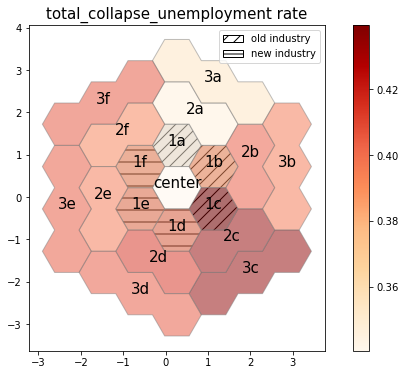 total_collapse_unemployment rate
old industry
new industry
3a
3f
2a
2f
1a
2b
1f
1b
3b
center
2e
3e
1e
1c
1d
2c
2d
3c
3d
4
3
2
1
0
−1
−2
−3
−3
−2
−1
0
1
2
3
0.42
0.40
0.38
0.36